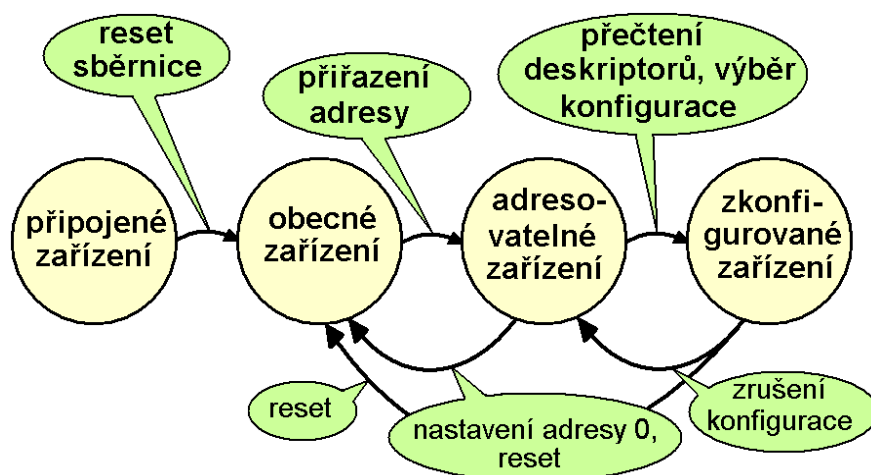 reset
sběrnice
přiřazení
adresy
přečtení
deskriptorů, výběr
konfigurace
připojené
zařízení
obecné
zařízení
adreso-
vatelné
zařízení
zkonfi-
gurované
zařízení
reset
nastavení adresy 0,
reset
zrušení
konfigurace